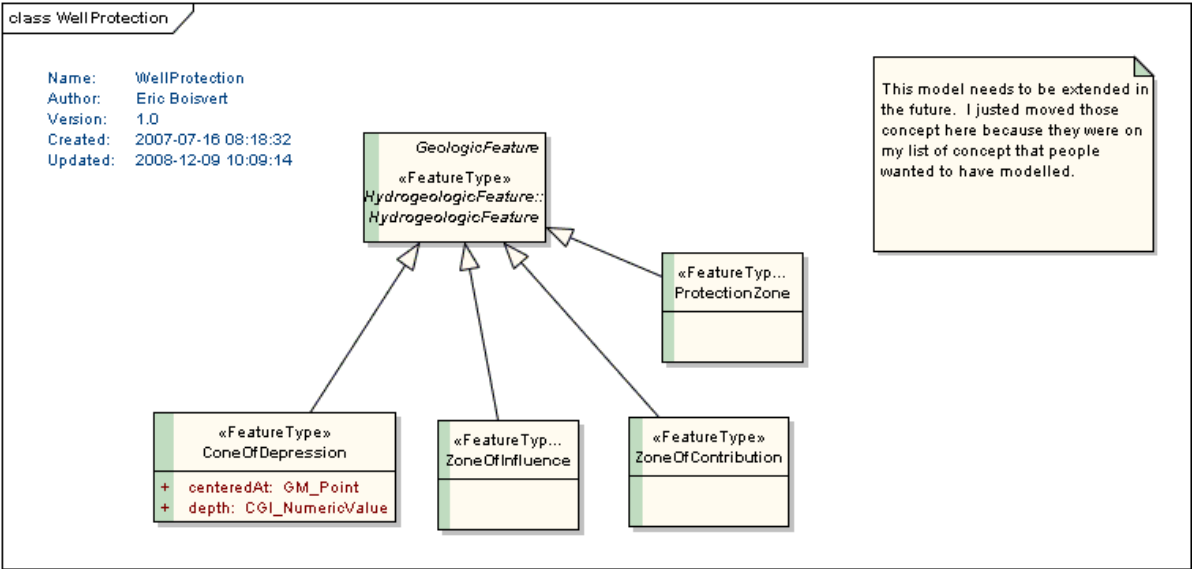 class WellProtection
Name: WellProtection
Author: Eric Boisvert
Version: 1.0
Created: 2007-07-16 08:18:32
Updated: 2008-12-09 10:09:14
This model needs to be extended in
the future. I justed moved those
concept here because they were on
my list of concept that people
wanted to have modelled.
GeologicFeature
«FeatureType»
HydrogeologicFeature::
HydrogeologicFeature
«FeatureTyp...
ProtectionZone
«FeatureType»
ConeOfDepression
+ centeredAt: GM_Point
+ depth: CGI_NumericValue
«FeatureTyp...
ZoneOfInfluence
«FeatureType»
ZoneOfContribution